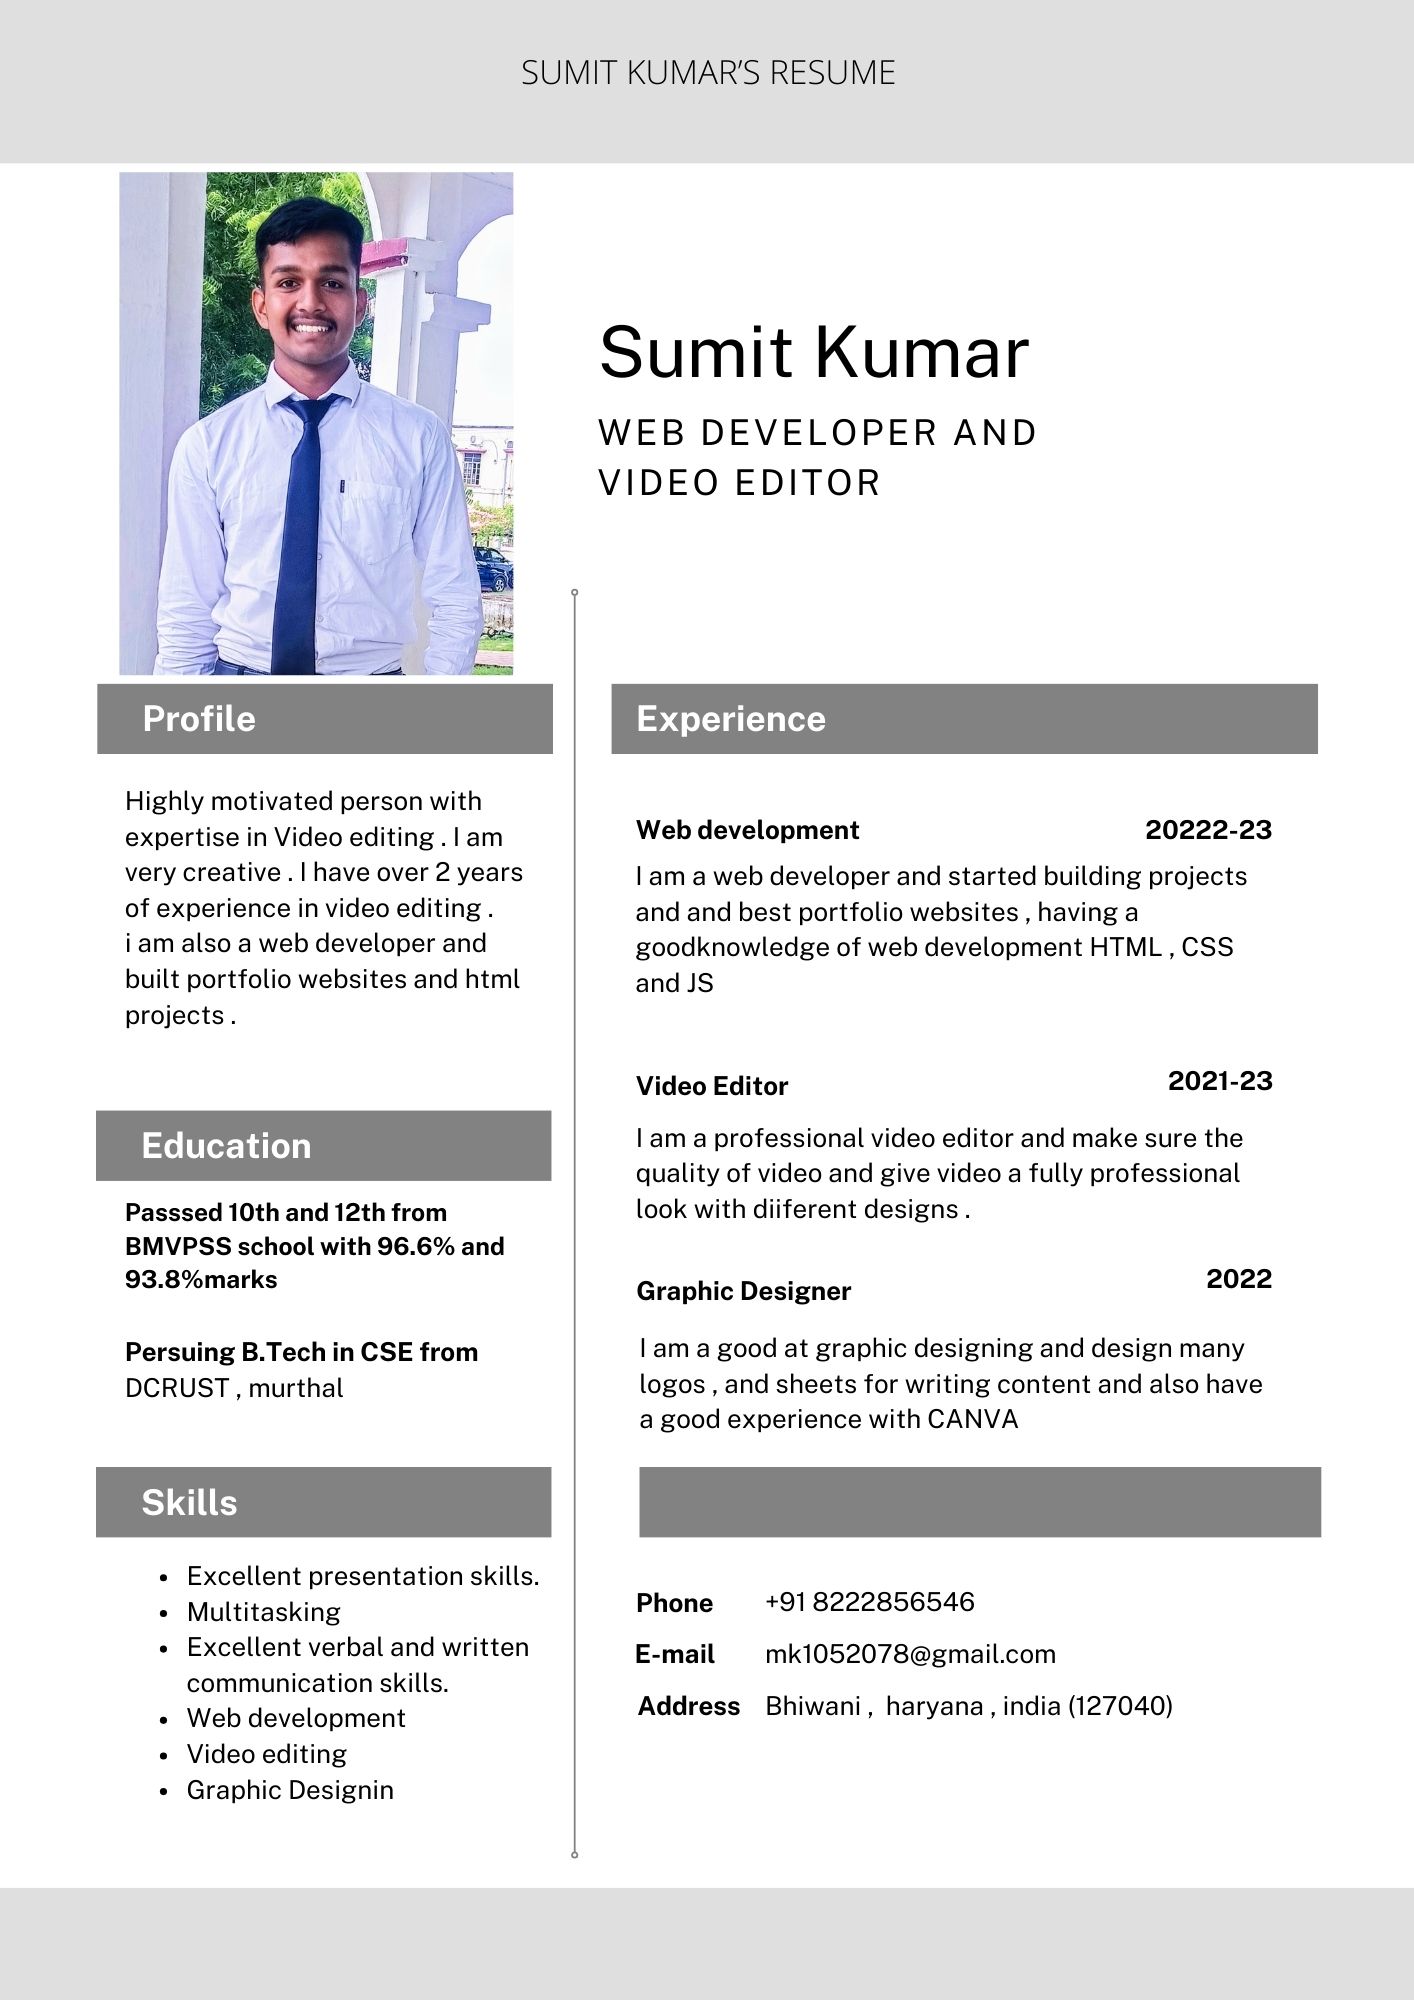 SUMIT KUMAR’S RESUME
Sumit Kumar
WEB DEVELOPER AND
VIDEO EDITOR
Profile
Highly motivated person with
expertise in Video editing . I am
very creative . I have over 2 years
of experience in video editing .
i am also a web developer and
built portfolio websites and html
projects .
Education
Passsed 10th and 12th from
BMVPSS school with 96.6% and
93.8%marks
Persuing B.Tech in CSE from
DCRUST , murthal
Skills
• Excellent presentation skills.
• Multitasking
• Excellent verbal and written
communication skills.
• Web development
• Video editing
• Graphic Designin
Experience
Web development 20222-23
I am a web developer and started building projects
and and best portfolio websites , having a
goodknowledge of web development HTML , CSS
and JS
Video Editor 2021-23
I am a professional video editor and make sure the
quality of video and give video a fully professional
look with diiferent designs .
Graphic Designer 2022
I am a good at graphic designing and design many
logos , and sheets for writing content and also have
a good experience with CANVA
Phone +91 8222856546
E-mail mk1052078@gmail.com
Address Bhiwani , haryana , india (127040)